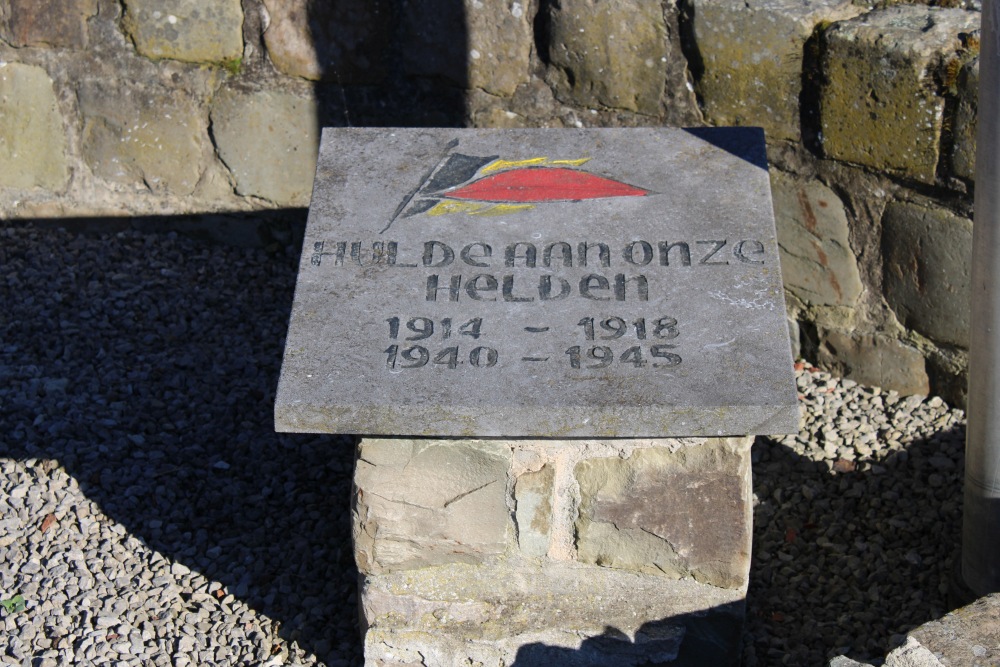 HULDE AAN ONZE
HELDEN
1914 - 1918
1940 - 1945